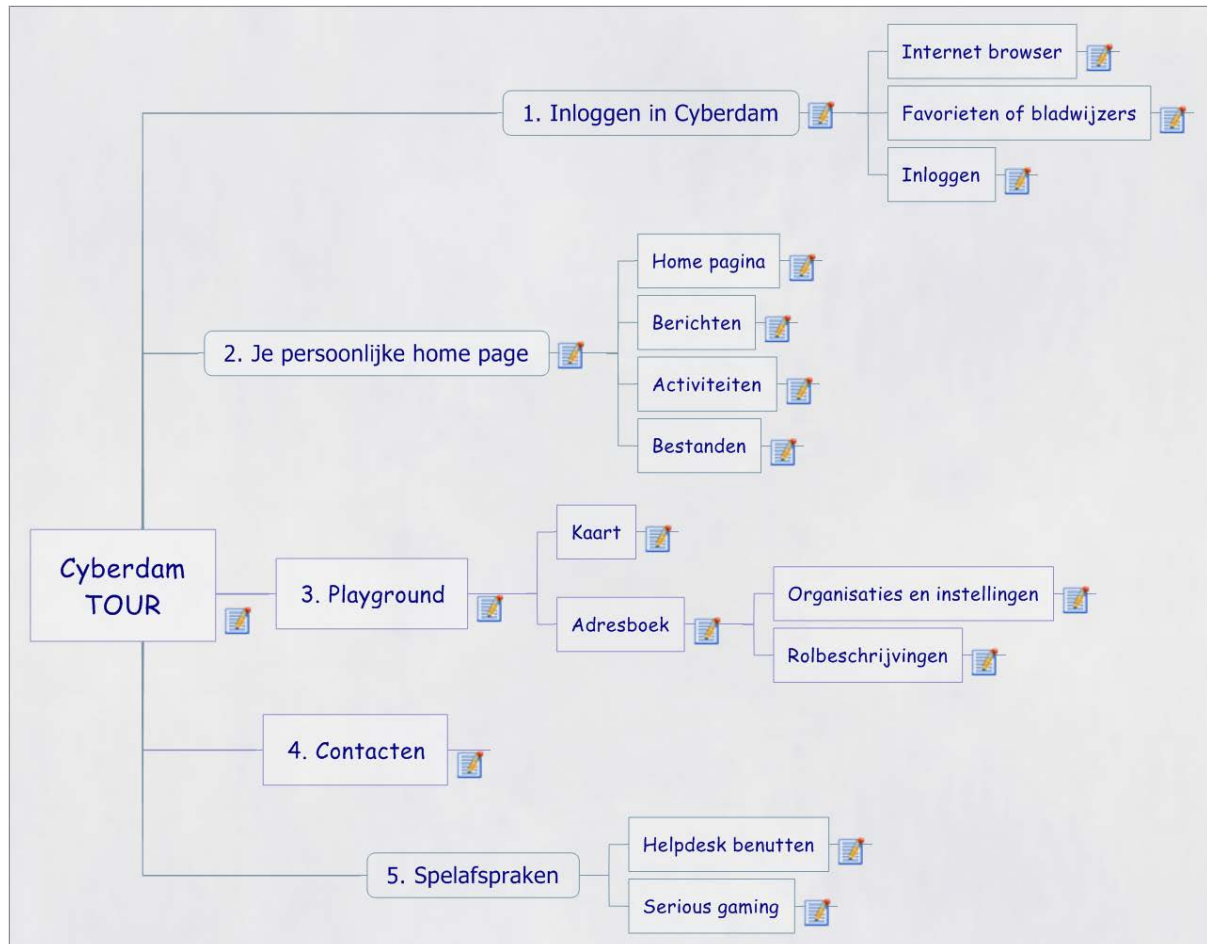 Cyberdam
TOUR
1. Inloggen in Cyberdam
Internet browser
Favorieten of bladwijzers
Inloggen
2. Je persoonlijke home page
Home pagina
Berichten
Activiteiten
Bestanden
3. Playground
Kaart
Adresboek
Organisaties en instellingen
Rolbeschrijvingen
4. Contacten
5. Spelafspraken
Helpdesk benutten
Serious gaming